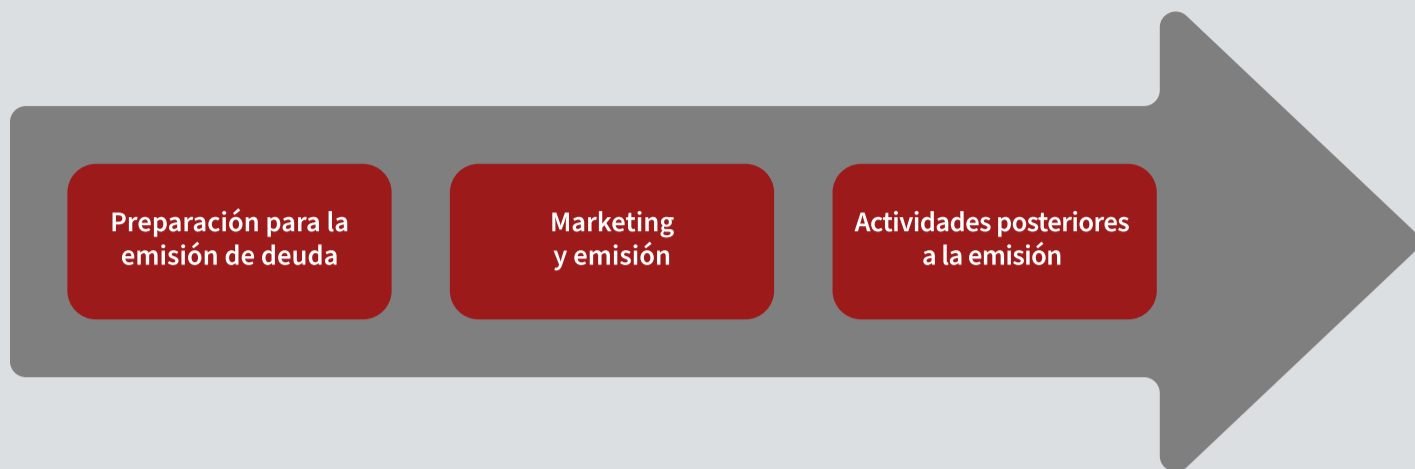 Preparación para la
emisión de deuda
Marketing
y emisión
Actividades posteriores
a la emisión